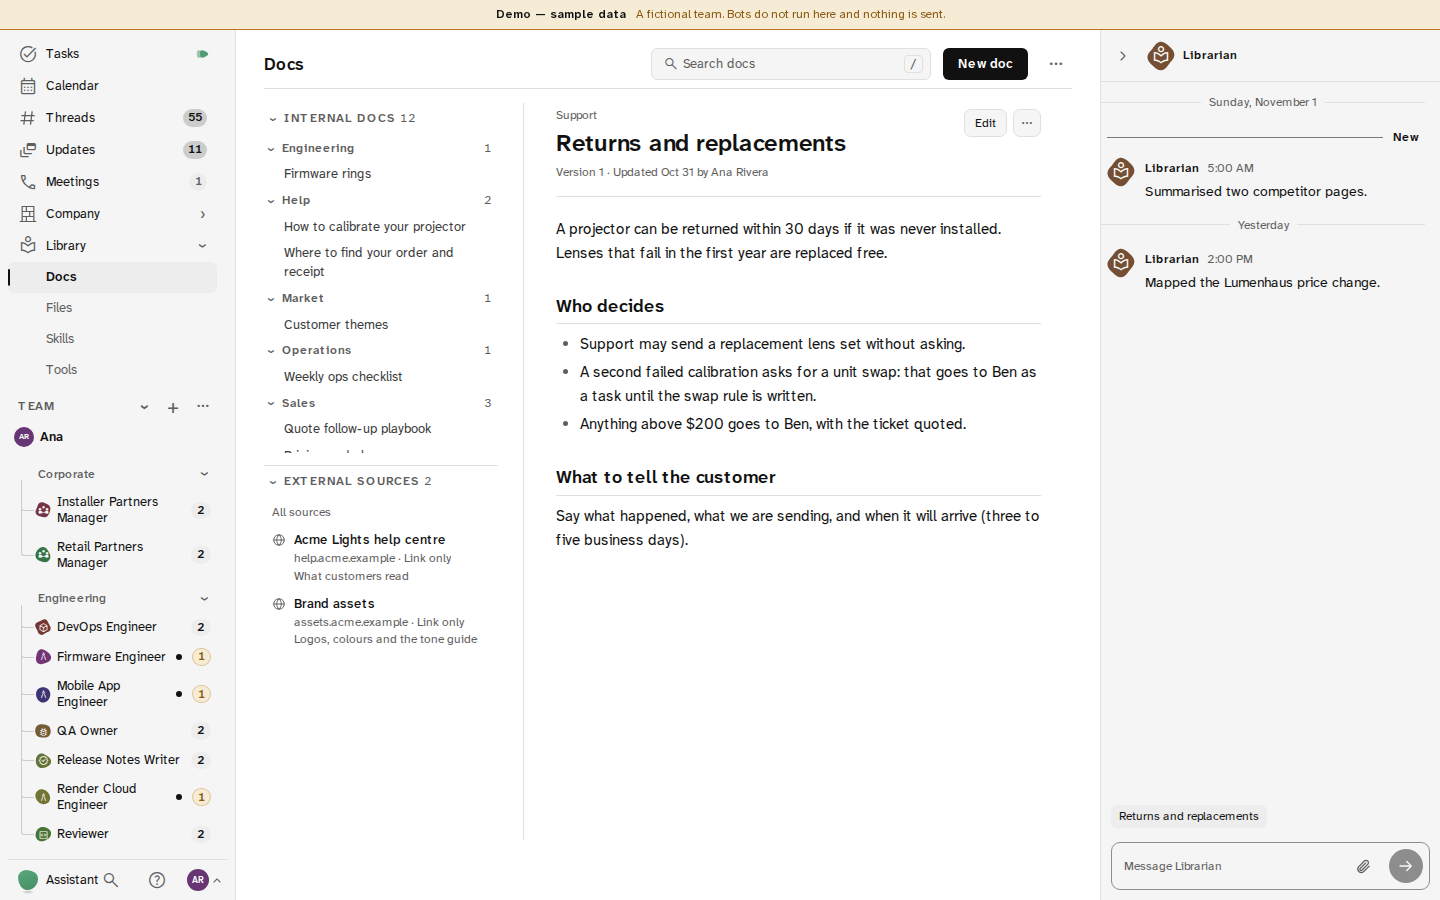 Demo — sample data A fictional team. Bots do not run here and nothing is sent.
Tasks
Calendar
Threads 55
Updates 11
Meetings 1
Company
Library
Docs
Files
Skills
Tools
TEAM
AR Ana
Corporate
Installer Partners
Manager 2
Retail Partners
Manager 2
Engineering
DevOps Engineer 2
Firmware Engineer 1
Mobile App
Engineer 1
QA Owner 2
Release Notes Writer 2
Render Cloud
Engineer 1
Reviewer 2
Assistant AR
Docs
Search docs /
New doc
INTERNAL DOCS 12
Engineering 1
Firmware rings
Help 2
How to calibrate your projector
Where to find your order and
receipt
Market 1
Customer themes
Operations 1
Weekly ops checklist
Sales 3
Quote follow-up playbook
EXTERNAL SOURCES 2
All sources
Acme Lights help centre
help.acme.example · Link only
What customers read
Brand assets
assets.acme.example · Link only
Logos, colours and the tone guide
Support
Edit
Returns and replacements
Version 1 · Updated Oct 31 by Ana Rivera
A projector can be returned within 30 days if it was never installed.
Lenses that fail in the first year are replaced free.
Who decides
Support may send a replacement lens set without asking.
A second failed calibration asks for a unit swap: that goes to Ben as
a task until the swap rule is written.
Anything above $200 goes to Ben, with the ticket quoted.
What to tell the customer
Say what happened, what we are sending, and when it will arrive (three to
five business days).
Librarian
Sunday, November 1
New
Librarian 5:00 AM
Summarised two competitor pages.
Yesterday
Librarian 2:00 PM
Mapped the Lumenhaus price change.
Returns and replacements
Message Librarian